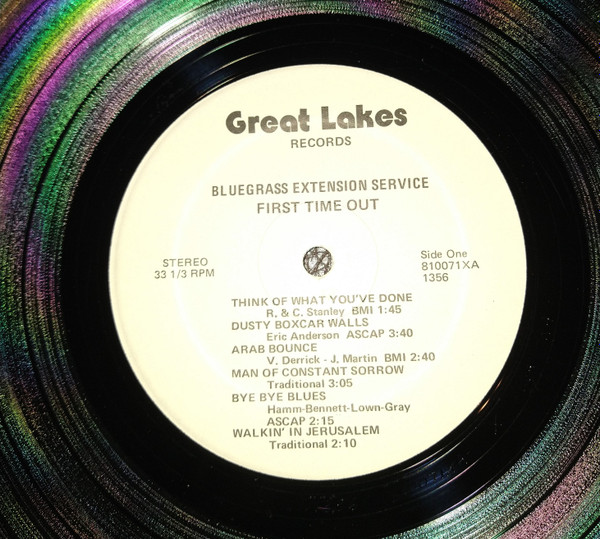 Great Lakes
RECORDS
BLUEGRASS EXTENSION SERVICE
FIRST TIME OUT
STEREO
33 1/3 RPM
Side One
810071XA
1356
THINK OF WHAT YOU'VE DONE
R. & C. Stanley BMI 1:45
DUSTY BOXCAR WALLS
Eric Anderson ASCAP 3:40
ARAB BOUNCE
V. Derrick - J. Martin BMI 2:40
MAN OF CONSTANT SORROW
Traditional 3:05
BYE BYE BLUES
Hamm-Bennett-Lown-Gray
ASCAP 2:15
WALKIN' IN JERUSALEM
Traditional 2:10